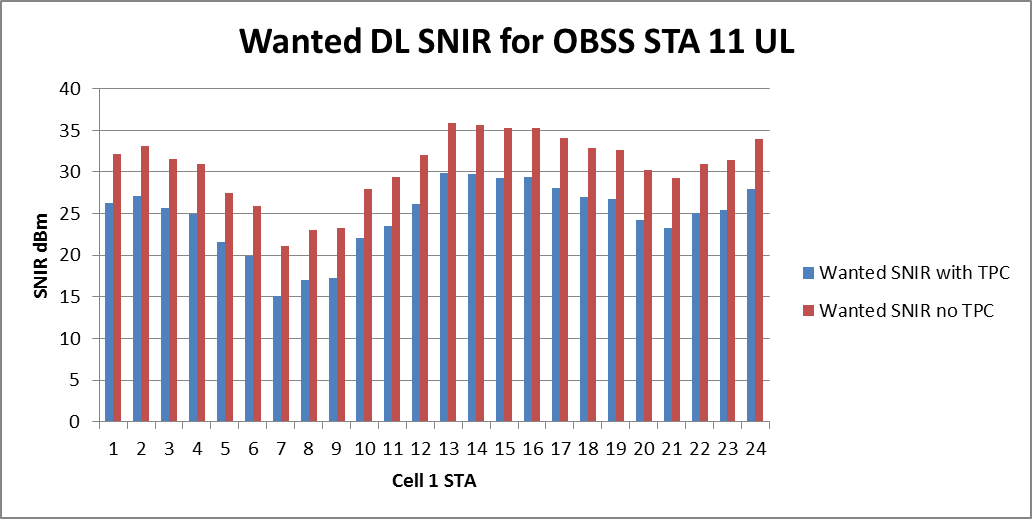 Wanted DL SNIR for OBSS STA 11 UL
40
35
30
25
20
15
10
5
0
SNIR dBm
1 2 3 4 5 6 7 8 9 10 11 12 13 14 15 16 17 18 19 20 21 22 23 24
Cell 1 STA
Wanted SNIR with TPC
Wanted SNIR no TPC